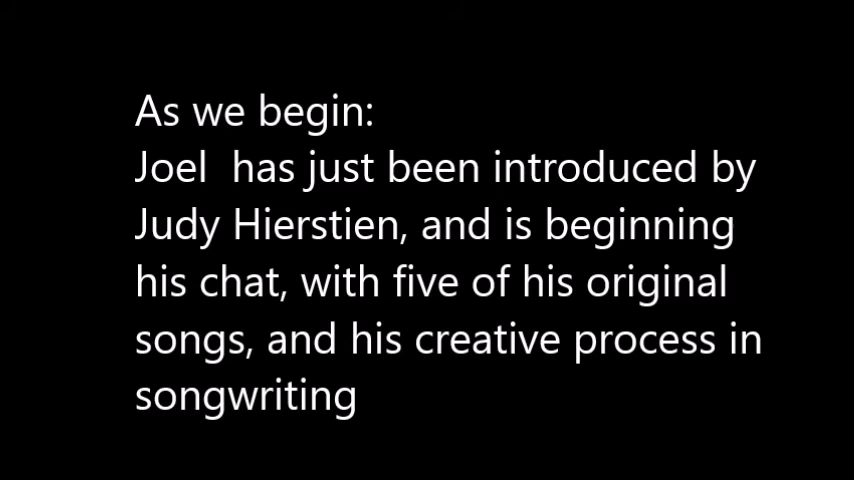 As we begin:
Joel  has just been introduced by
Judy Hierstien, and is beginning
his chat, with five of his original
songs, and his creative process in
songwriting